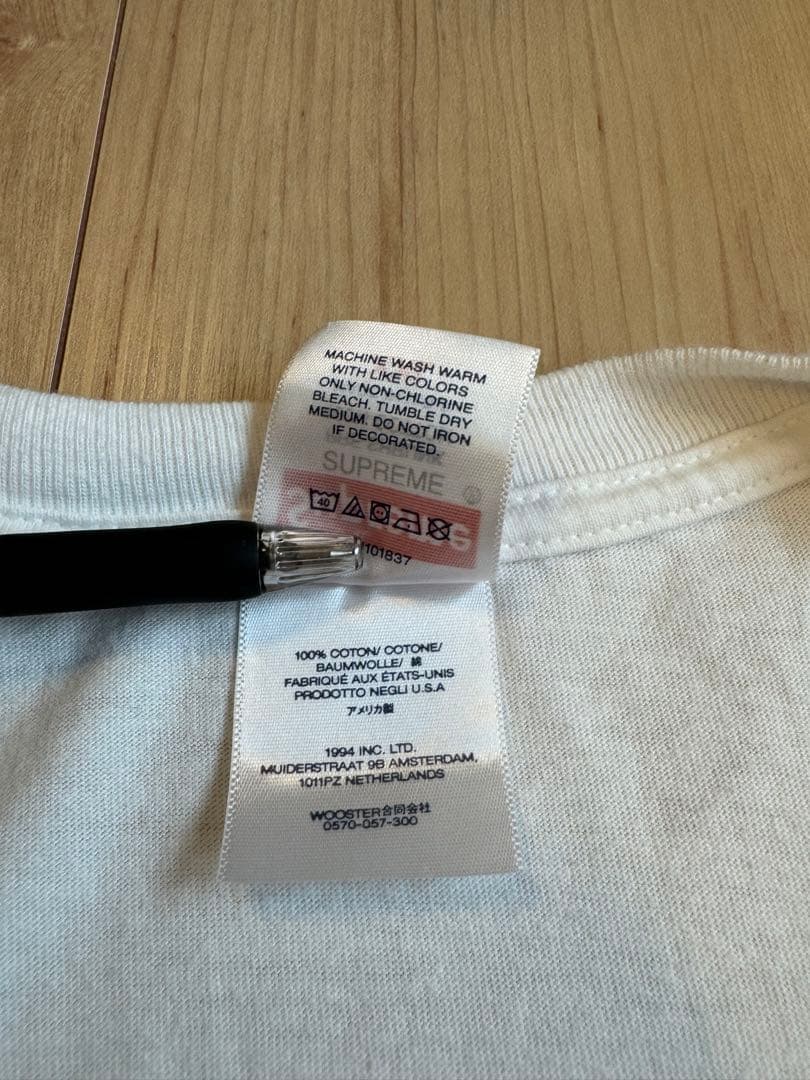 MACHINE WASH WARM
WITH LIKE COLORS
ONLY NON-CHLORINE
BLEACH. TUMBLE DRY
MEDIUM. DO NOT IRON
IF DECORATED.
SUPREME
40
101837
100% COTON/ COTONE/
BAUMWOLLE/ 綿
FABRIQUÉ AUX ÉTATS-UNIS
PRODOTTO NEGLI U.S.A
アメリカ製
1994 INC. LTD.
MUIDERSTRAAT 9B AMSTERDAM,
1011PZ NETHERLANDS
WOOSTER合同会社
0570-057-300